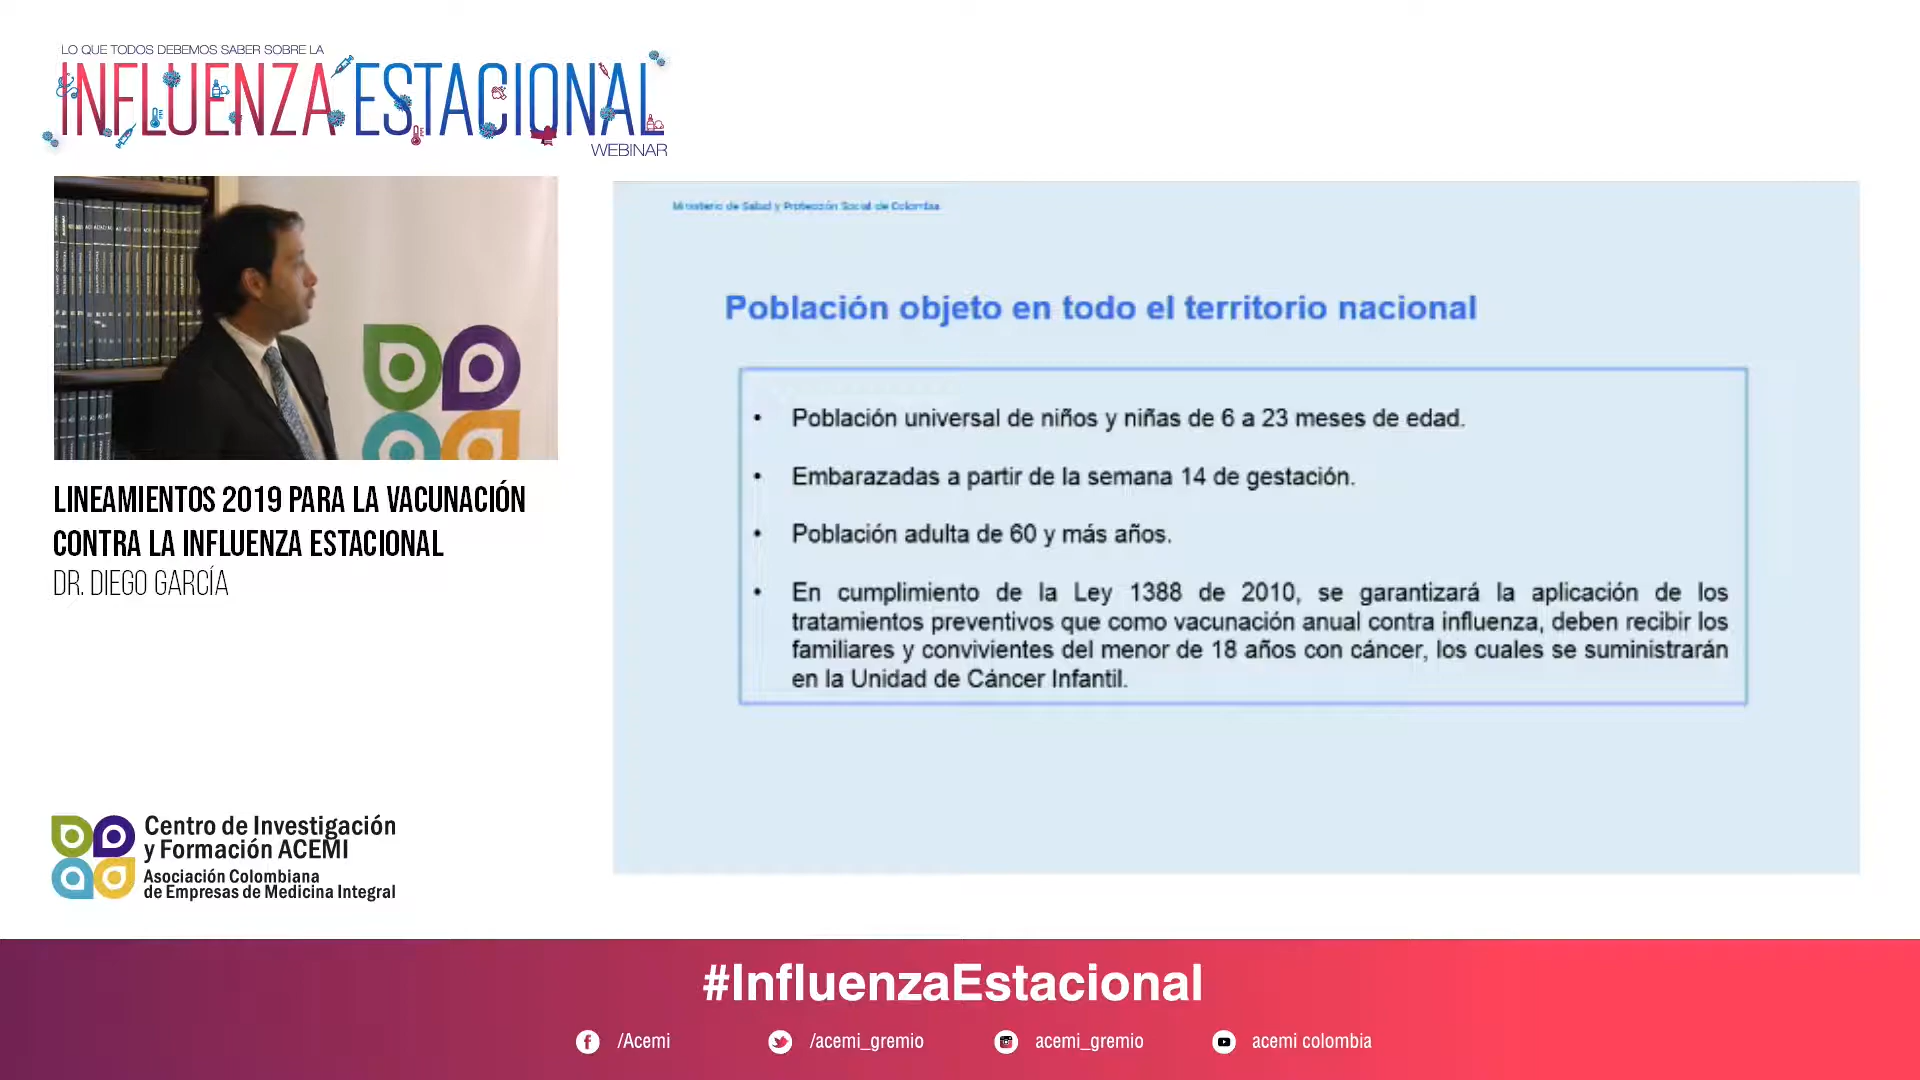 LO QUE TODOS DEBEMOS SABER SOBRE LA
INFLUENZA ESTACIONAL
WEBINAR
LINEAMIENTOS 2019 PARA LA VACUNACIÓN
CONTRA LA INFLUENZA ESTACIONAL
DR. DIEGO GARCÍA
Ministerio de Salud y Protección Social de Colombia
Población objeto en todo el territorio nacional
• Población universal de niños y niñas de 6 a 23 meses de edad.
• Embarazadas a partir de la semana 14 de gestación.
• Población adulta de 60 y más años.
• En cumplimiento de la Ley 1388 de 2010, se garantizará la aplicación de los
tratamientos preventivos que como vacunación anual contra influenza, deben recibir los
familiares y convivientes del menor de 18 años con cáncer, los cuales se suministrarán
en la Unidad de Cáncer Infantil.
Centro de Investigación
y Formación ACEMI
Asociación Colombiana
de Empresas de Medicina Integral
#InfluenzaEstacional
/Acemi
/acemi_gremio
acemi_gremio
acemi colombia